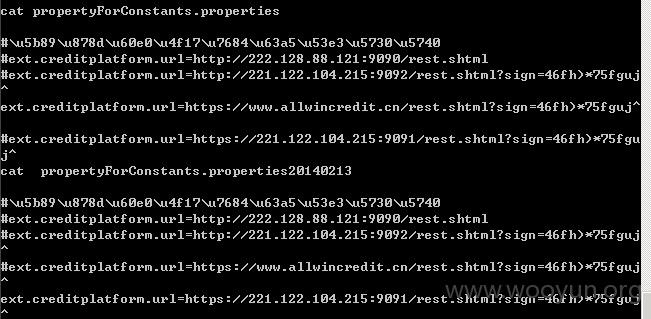 cat propertyForConstants.properties
#\u5b89\u878d\u60e0\u4f17\u7684\u63a5\u53e3\u5730\u5740
#ext.creditplatform.url=http://222.128.88.121:9090/rest.shtml
#ext.creditplatform.url=https://221.122.104.215:9092/rest.shtml?sign=46fh)*75fguj
^
ext.creditplatform.url=https://www.allwincredit.cn/rest.shtml?sign=46fh)*75fguj^
#ext.creditplatform.url=https://221.122.104.215:9091/rest.shtml?sign=46fh)*75fgu
j^
cat  propertyForConstants.properties20140213
#\u5b89\u878d\u60e0\u4f17\u7684\u63a5\u53e3\u5730\u5740
#ext.creditplatform.url=http://222.128.88.121:9090/rest.shtml
#ext.creditplatform.url=https://221.122.104.215:9092/rest.shtml?sign=46fh)*75fguj
^
#ext.creditplatform.url=https://www.allwincredit.cn/rest.shtml?sign=46fh)*75fguj
^
ext.creditplatform.url=https://221.122.104.215:9091/rest.shtml?sign=46fh)*75fguj
^
www.wooyun.org